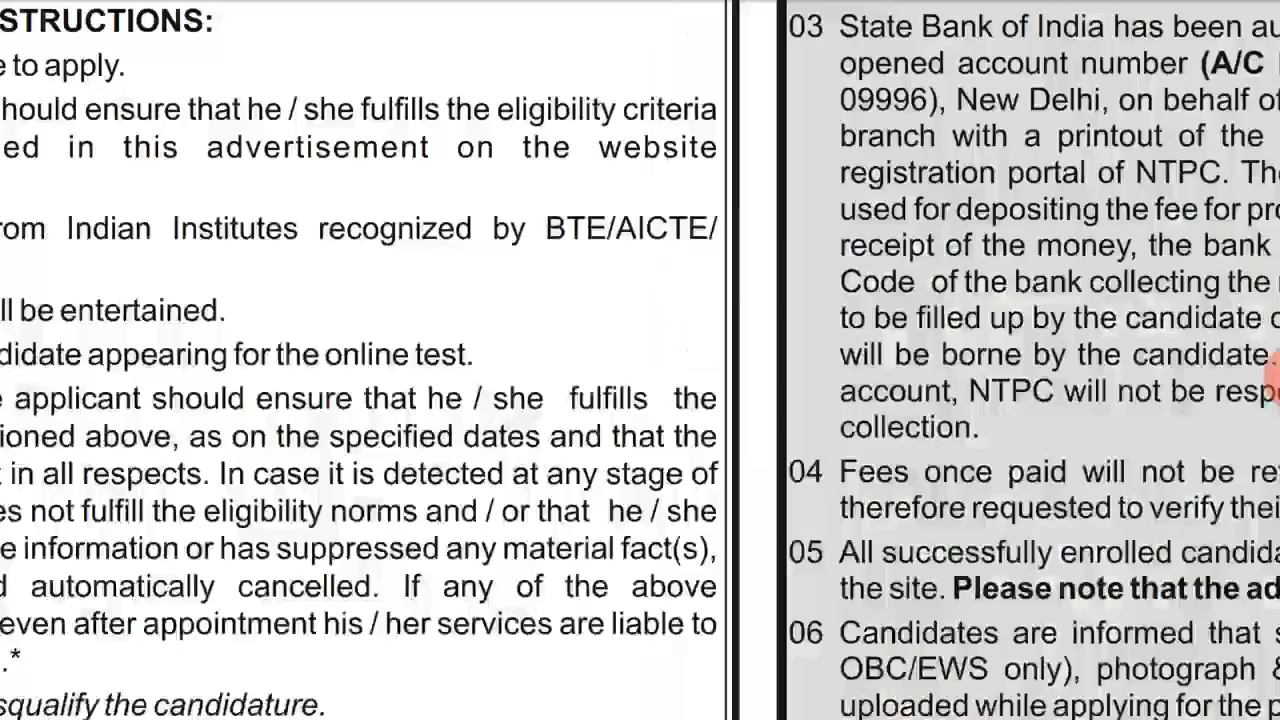 STRUCTIONS:
e to apply.
hould ensure that he / she fulfills the eligibility criteria
ed in this advertisement on the website
rom Indian Institutes recognized by BTE/AICTE/
ll be entertained.
didate appearing for the online test.
e applicant should ensure that he / she fulfills the
ioned above, as on the specified dates and that the
t in all respects. In case it is detected at any stage of
es not fulfill the eligibility norms and / or that he / she
e information or has suppressed any material fact(s),
d automatically cancelled. If any of the above
even after appointment his / her services are liable to
.*
squalify the candidature.
03 State Bank of India has been au
opened account number (A/C
09996), New Delhi, on behalf of
branch with a printout of the
registration portal of NTPC. The
used for depositing the fee for pro
receipt of the money, the bank
Code of the bank collecting the
to be filled up by the candidate
will be borne by the candidate.
account, NTPC will not be resp
collection.
04 Fees once paid will not be re
therefore requested to verify thei
05 All successfully enrolled candida
the site. Please note that the ad
06 Candidates are informed that s
OBC/EWS only), photograph &
uploaded while applying for the p